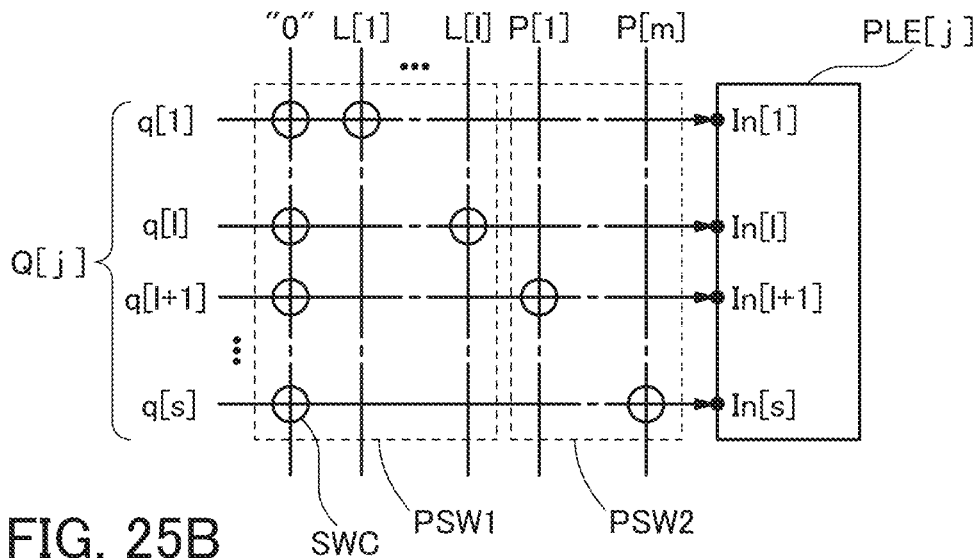 "0" L[1] ... L[l] P[1] P[m] PLE[j]
q[1] In[1]
q[l] In[l]
Q[j]
q[l+1] In[l+1]
...
q[s] In[s]
SWC PSW1 PSW2
FIG. 25B